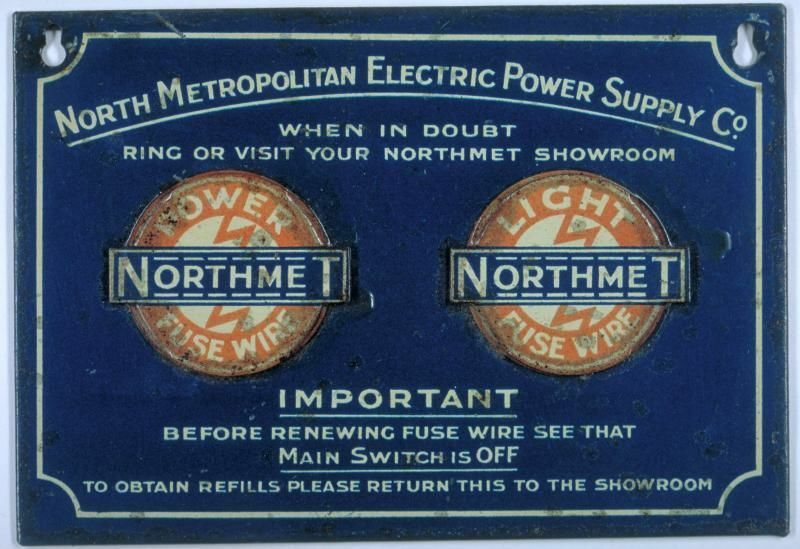 North Metropolitan Electric Power Supply Co
WHEN IN DOUBT
RING OR VISIT YOUR NORTHMET SHOWROOM
POWER
NORTHMET
FUSE WIRE
LIGHT
NORTHMET
FUSE WIRE
IMPORTANT
BEFORE RENEWING FUSE WIRE SEE THAT
MAIN SWITCH IS OFF
TO OBTAIN REFILLS PLEASE RETURN THIS TO THE SHOWROOM